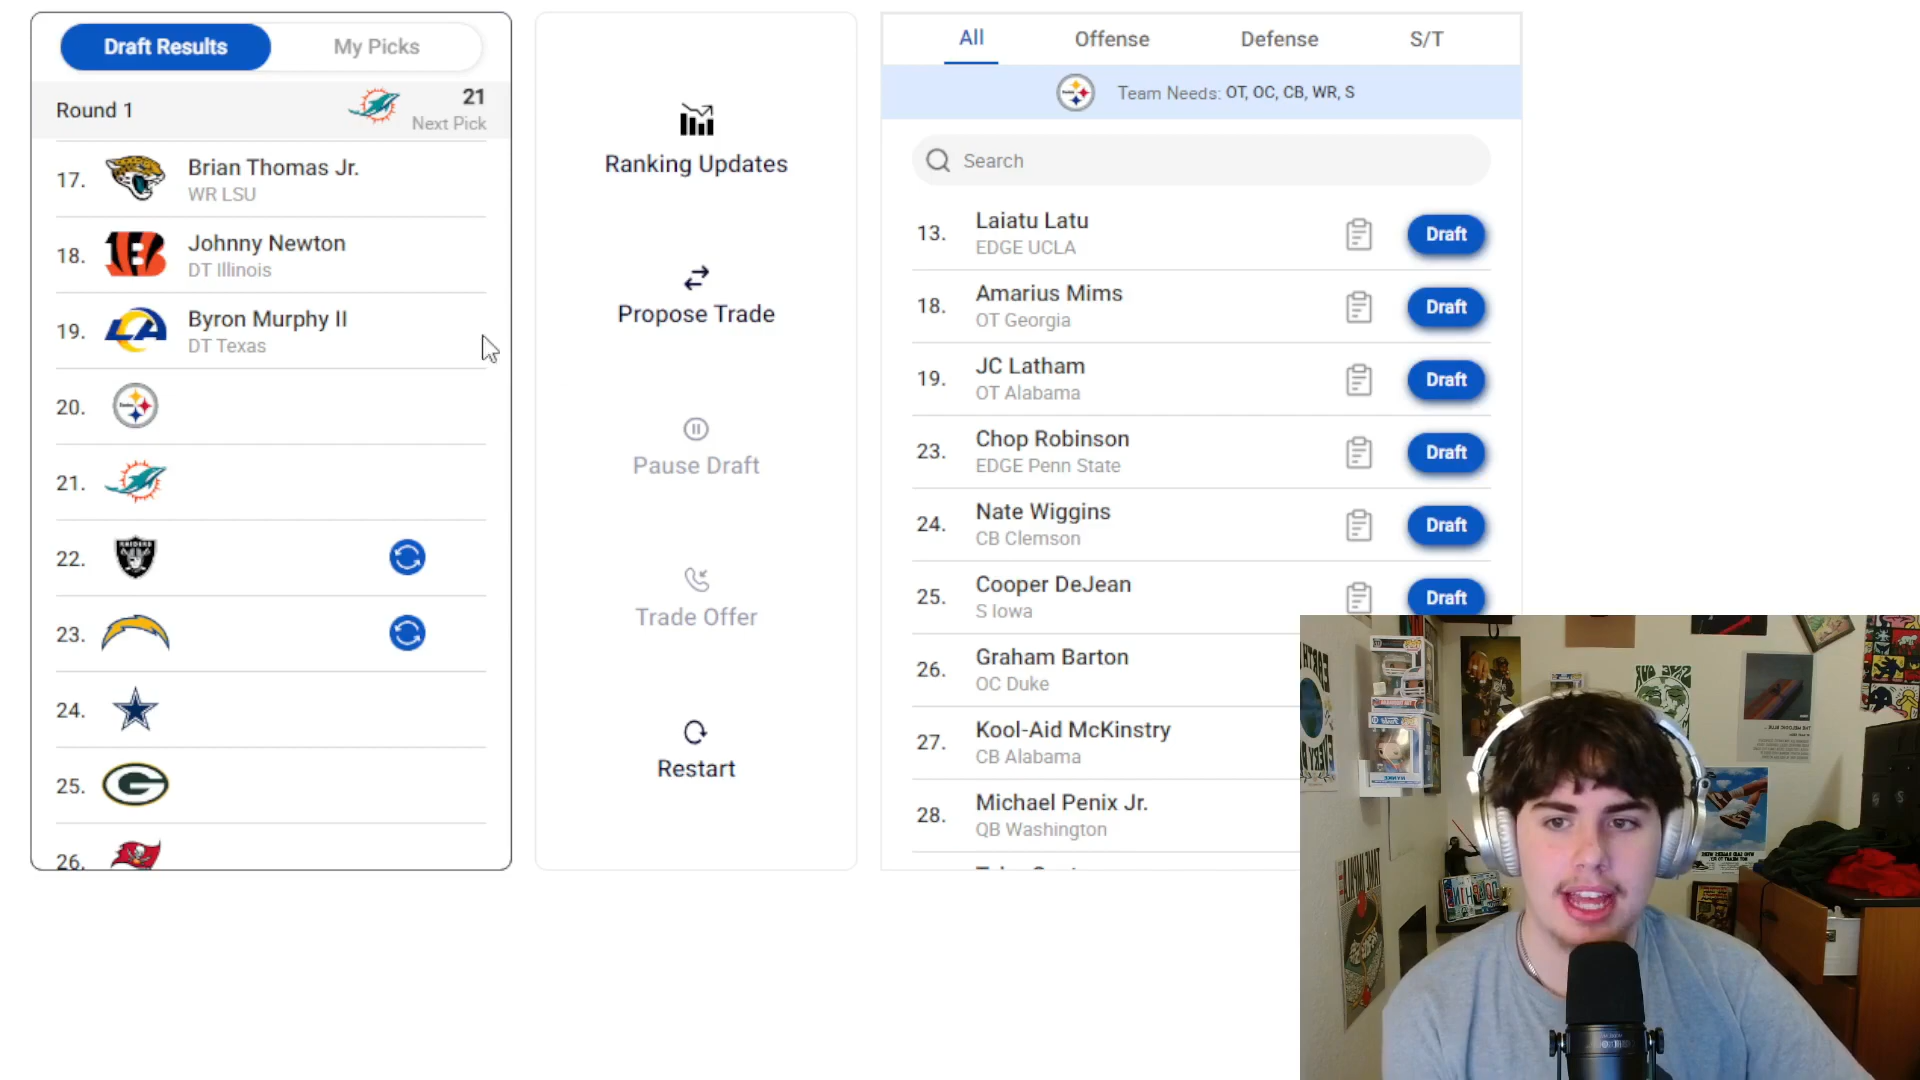 Draft Results
My Picks
Round 1
21
Next Pick
17.
Brian Thomas Jr.
WR LSU
18.
Johnny Newton
DT Illinois
19.
Byron Murphy II
DT Texas
20.
21.
22.
23.
24.
25.
26.
Ranking Updates
Propose Trade
Pause Draft
Trade Offer
Restart
All
Offense
Defense
S/T
Team Needs: OT, OC, CB, WR, S
Search
13.
Laiatu Latu
EDGE UCLA
Draft
18.
Amarius Mims
OT Georgia
Draft
19.
JC Latham
OT Alabama
Draft
23.
Chop Robinson
EDGE Penn State
Draft
24.
Nate Wiggins
CB Clemson
Draft
25.
Cooper DeJean
S Iowa
Draft
26.
Graham Barton
OC Duke
27.
Kool-Aid McKinstry
CB Alabama
28.
Michael Penix Jr.
QB Washington